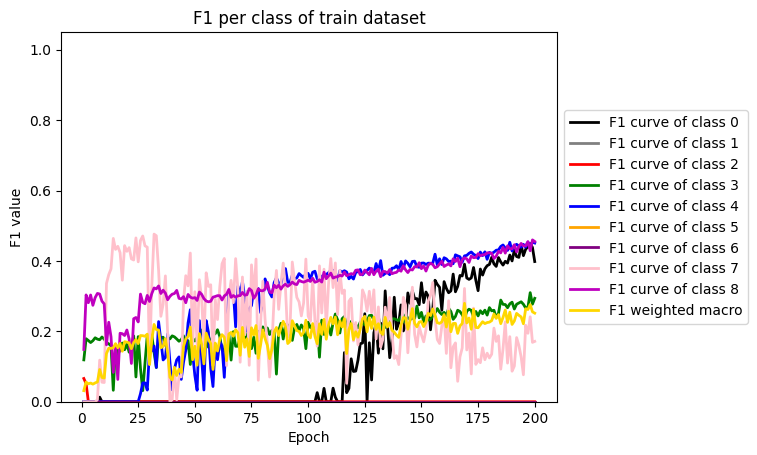 F1 per class of train dataset
F1 value
1.0
0.8
0.6
0.4
0.2
0.0
0
25
50
75
100
125
150
175
200
Epoch
F1 curve of class 0
F1 curve of class 1
F1 curve of class 2
F1 curve of class 3
F1 curve of class 4
F1 curve of class 5
F1 curve of class 6
F1 curve of class 7
F1 curve of class 8
F1 weighted macro